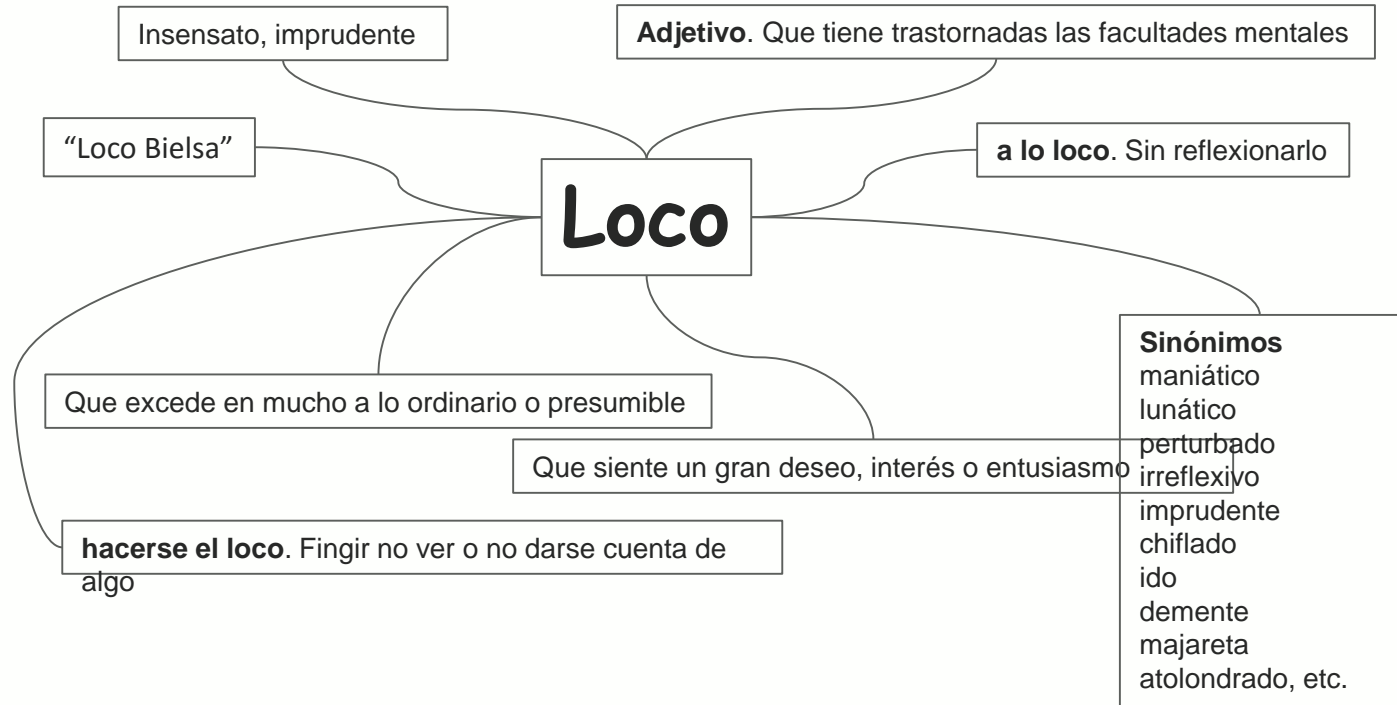 Insensato, imprudente
Adjetivo. Que tiene trastornadas las facultades mentales
“Loco Bielsa”
a lo loco. Sin reflexionarlo
Loco
Que excede en mucho a lo ordinario o presumible
Que siente un gran deseo, interés o entusiasmo
hacerse el loco. Fingir no ver o no darse cuenta de
algo
Sinónimos
maniático
lunático
perturbado
irreflexivo
imprudente
chiflado
ido
demente
majareta
atolondrado, etc.